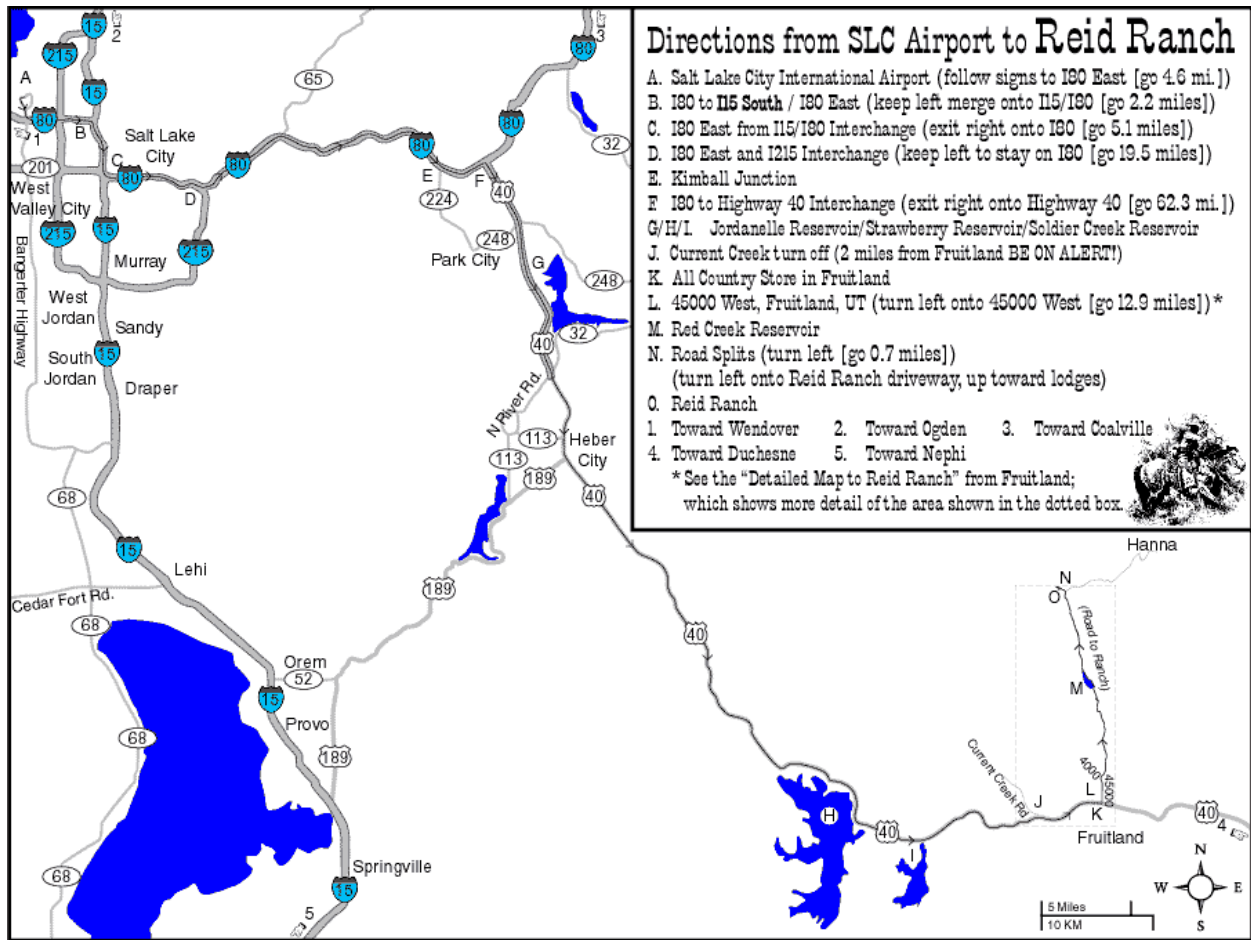 Directions from SLC Airport to Reid Ranch
A. Salt Lake City International Airport (follow signs to I80 East [go 4.6 mi.])
B. I80 to I15 South / I80 East (keep left merge onto I15/I80 [go 2.2 miles])
C. I80 East from I15/I80 Interchange (exit right onto I80 [go 5.1 miles])
D. I80 East and I215 Interchange (keep left to stay on I80 [go 19.5 miles])
E. Kimball Junction
F I80 to Highway 40 Interchange (exit right onto Highway 40 [go 62.3 mi.])
G/H/I. Jordanelle Reservoir/Strawberry Reservoir/Soldier Creek Reservoir
J. Current Creek turn off (2 miles from Fruitland BE ON ALERT!)
K. All Country Store in Fruitland
L. 45000 West, Fruitland, UT (turn left onto 45000 West [go 12.9 miles])*
M. Red Creek Reservoir
N. Road Splits (turn left [go 0.7 miles])
(turn left onto Reid Ranch driveway, up toward lodges)
O. Reid Ranch
1. Toward Wendover 2. Toward Ogden 3. Toward Coalville
4. Toward Duchesne 5. Toward Nephi
* See the "Detailed Map to Reid Ranch" from Fruitland;
which shows more detail of the area shown in the dotted box.
15
2
3
215
80
65
A
15
80
B
1
Salt Lake
City
80
80
80
32
C
201
80
D
E
F
West
Valley City
224
40
215
15
215
248
Murray
Park City
G
248
Bangerter Highway
West
Jordan
Sandy
32
40
15
South
Jordan
Draper
N River Rd.
113
Heber
City
113
189
40
68
15
Lehi
189
Cedar Fort Rd.
68
40
Orem
52
15
Provo
68
189
Hanna
N
O
(Road to Ranch)
M
Current Creek Rd
4000
45000
L
J
K
H
40
I
40
4
Fruitland
68
Springville
15
5
N
W
E
S
5 Miles
10 KM